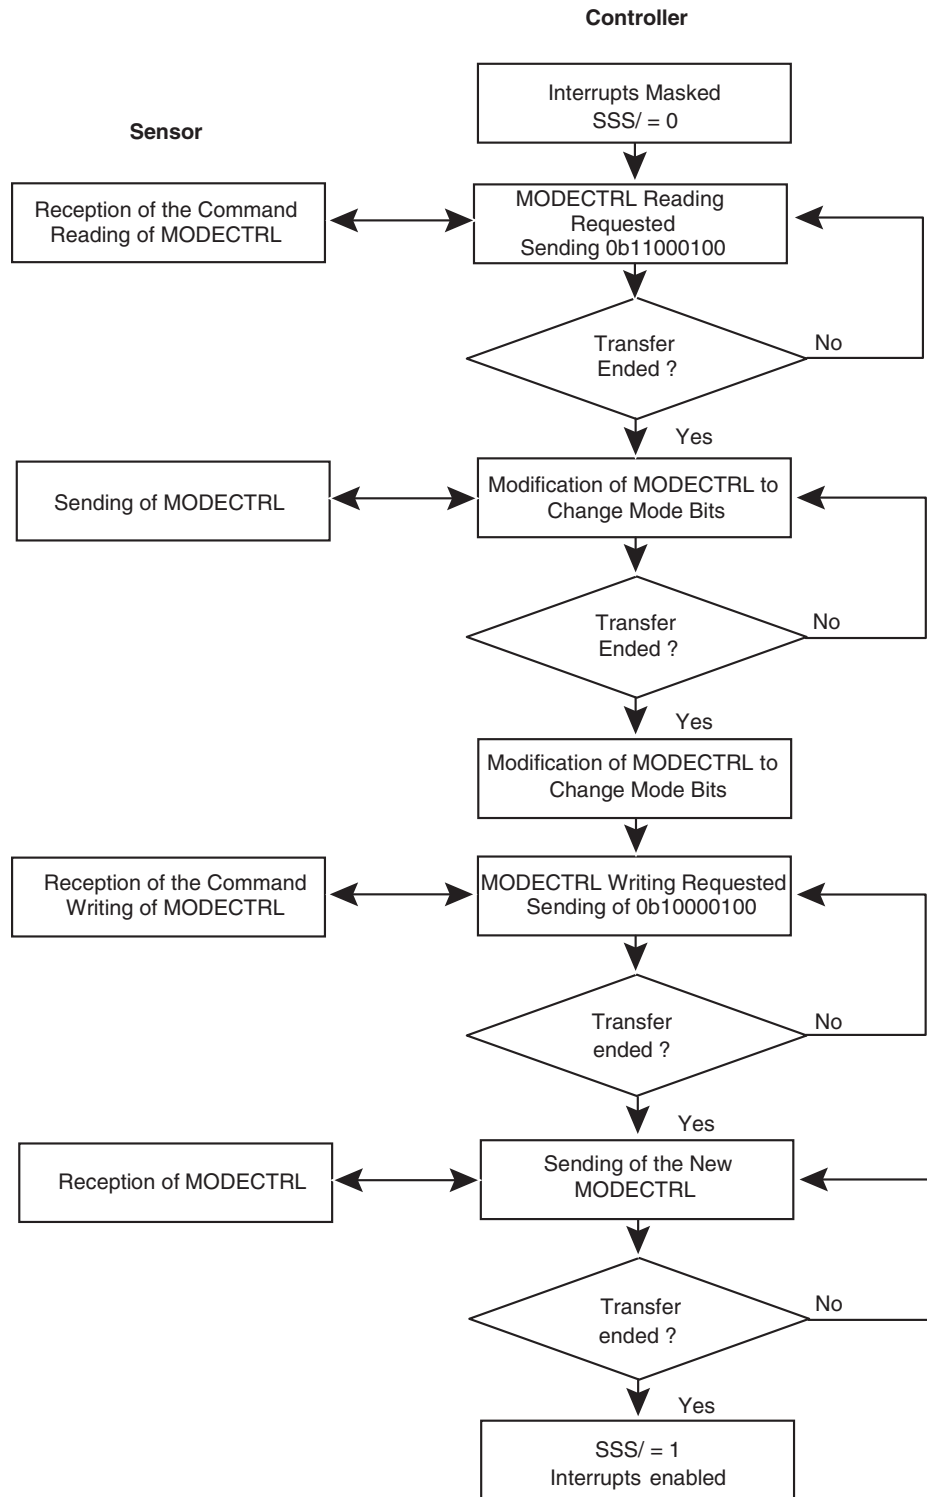 Controller
Interrupts Masked
SSS/ = 0
Sensor
Reception of the Command
Reading of MODECTRL
MODECTRL Reading
Requested
Sending 0b11000100
Transfer
Ended ?
No
Yes
Sending of MODECTRL
Modification of MODECTRL to
Change Mode Bits
Transfer
Ended ?
No
Yes
Modification of MODECTRL to
Change Mode Bits
Reception of the Command
Writing of MODECTRL
MODECTRL Writing Requested
Sending of 0b10000100
Transfer
ended ?
No
Yes
Reception of MODECTRL
Sending of the New
MODECTRL
Transfer
ended ?
No
Yes
SSS/ = 1
Interrupts enabled